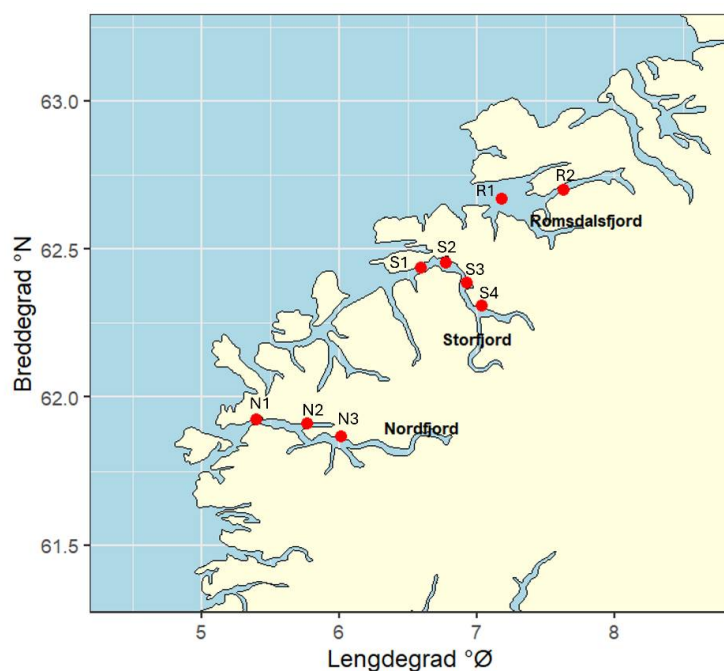 63.0
R1
R2
Romsdalsfjord
62.5
S1
S2
S3
S4
Storfjord
62.0
N1
N2
N3
Nordfjord
61.5
5
6
7
8
Breddegrad °N
Lengdegrad °Ø